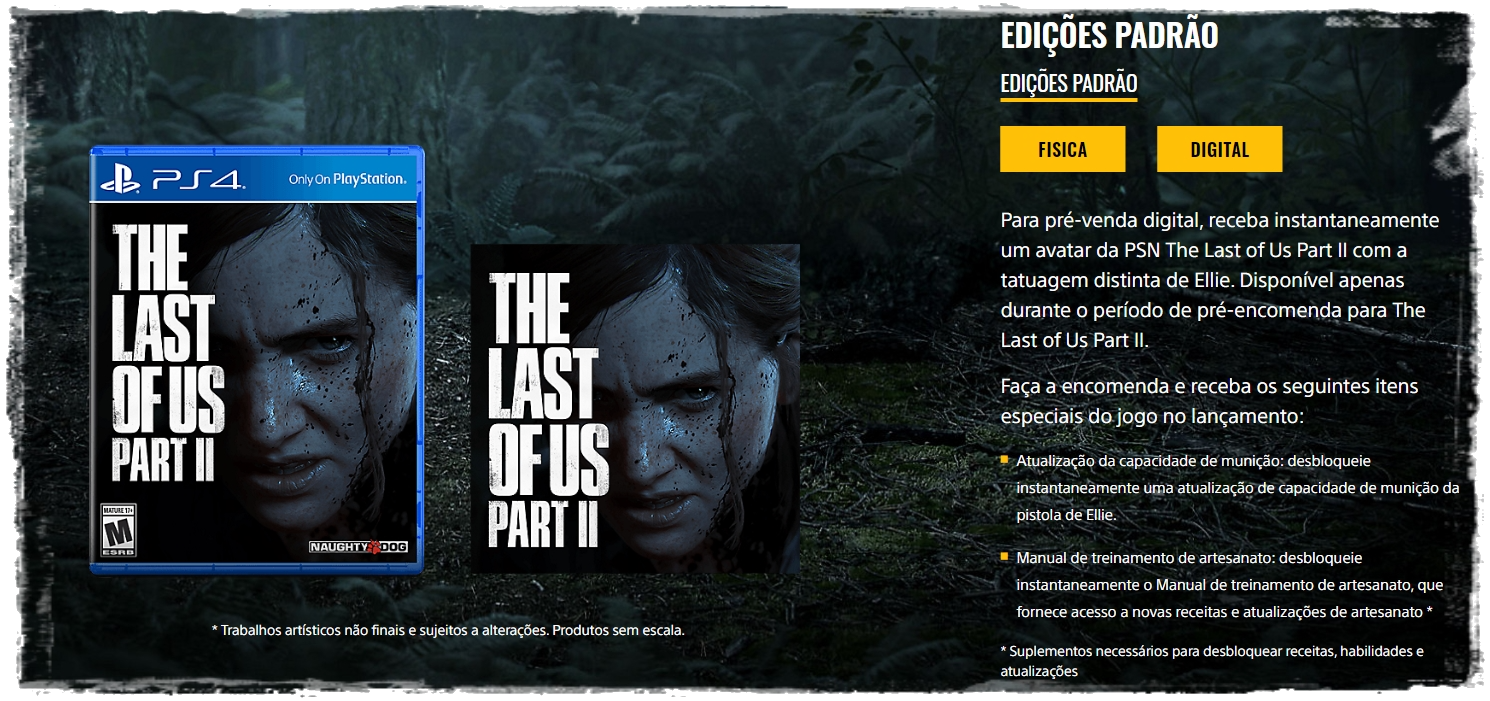 PS4
Only On PlayStation.
THE
LAST
OF US
PART II
MATURE 17+
M
ESRB
NAUGHTY DOG
THE
LAST
OF US
PART II
* Trabalhos artísticos não finais e sujeitos a alterações. Produtos sem escala.
EDIÇÕES PADRÃO
EDIÇÕES PADRÃO
FISICA DIGITAL
Para pré-venda digital, receba instantaneamente
um avatar da PSN The Last of Us Part II com a
tatuagem distinta de Ellie. Disponível apenas
durante o período de pré-encomenda para The
Last of Us Part II.
Faça a encomenda e receba os seguintes itens
especiais do jogo no lançamento:
Atualização da capacidade de munição: desbloqueie
instantaneamente uma atualização de capacidade de munição da
pistola de Ellie.
Manual de treinamento de artesanato: desbloqueie
instantaneamente o Manual de treinamento de artesanato, que
fornece acesso a novas receitas e atualizações de artesanato *
* Suplementos necessários para desbloquear receitas, habilidades e
atualizações